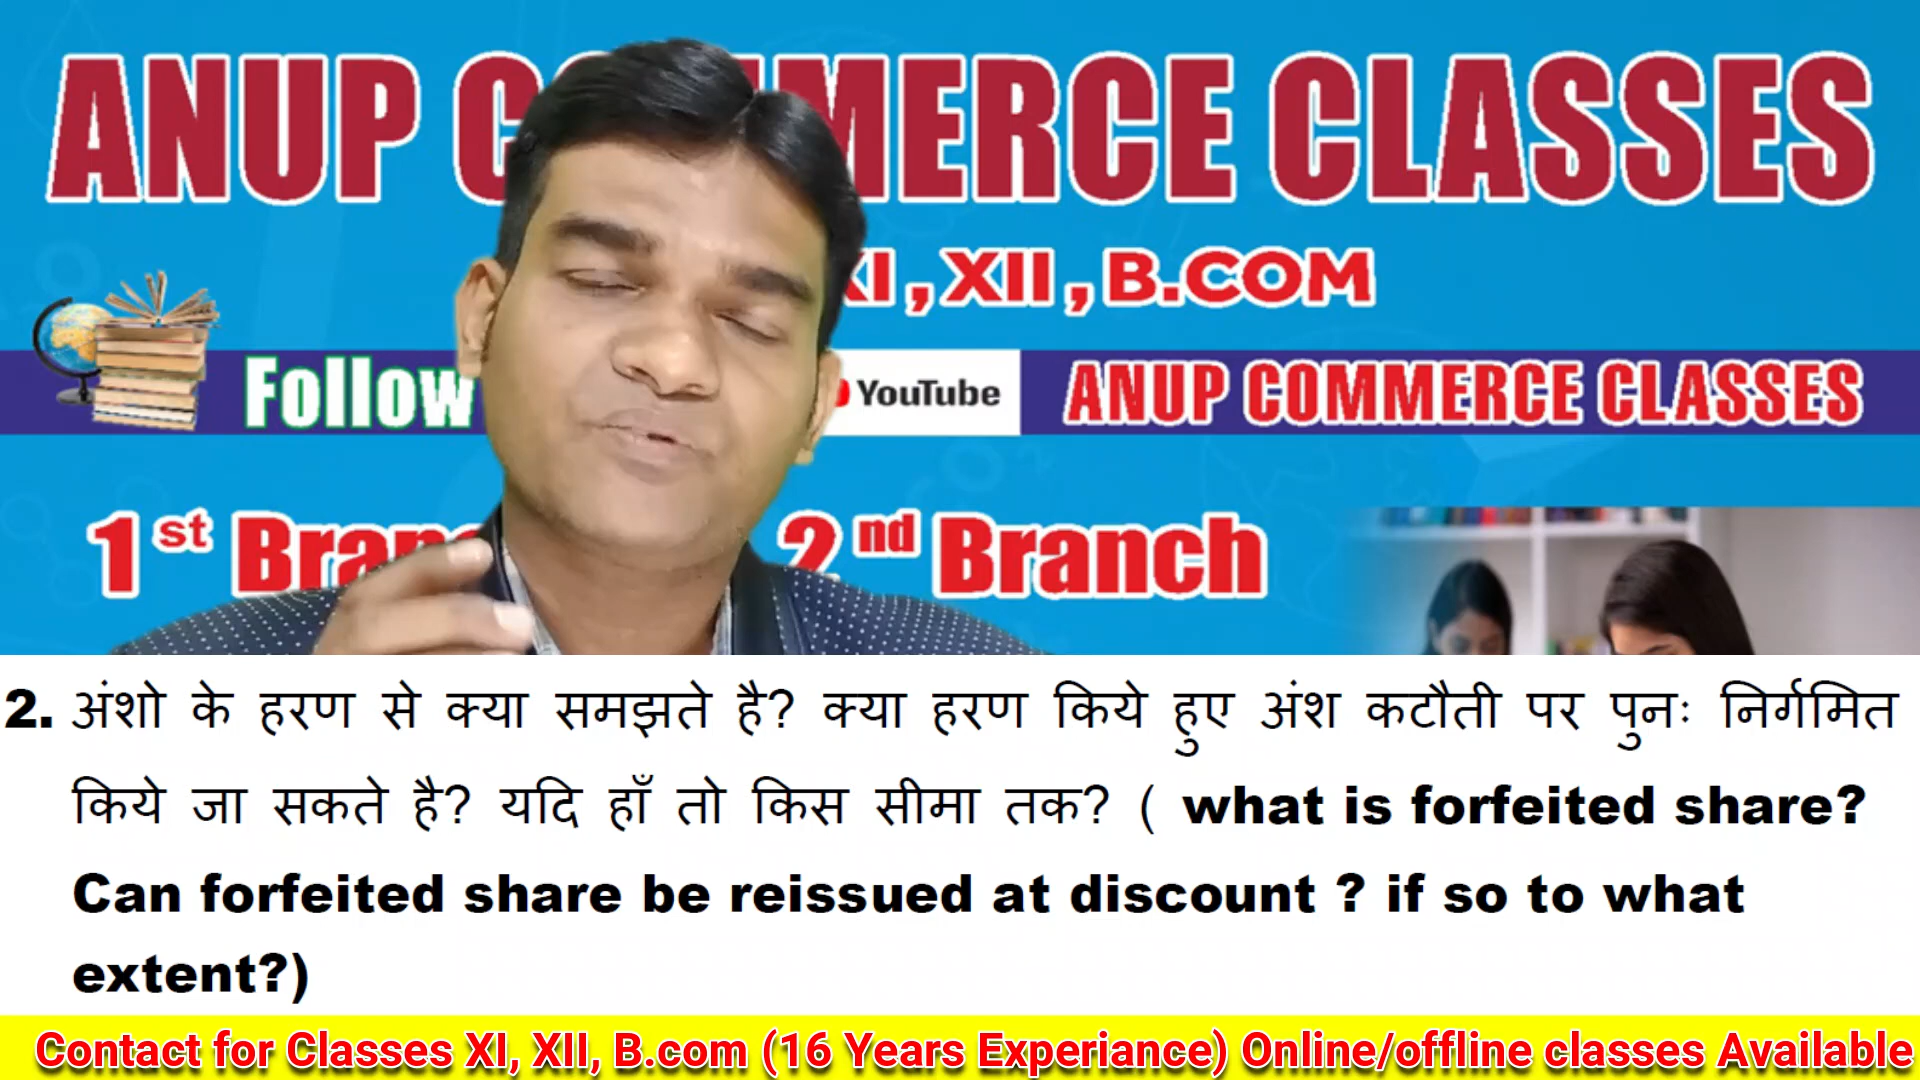 ANUP COMMERCE CLASSES
XI, XII, B.COM
Follow YouTube ANUP COMMERCE CLASSES
1st 2nd Branch
2. अंशो के हरण से क्या समझते है? क्या हरण किये हुए अंश कटौती पर पुनः निर्गमित
किये जा सकते है? यदि हाँ तो किस सीमा तक? ( what is forfeited share?
Can forfeited share be reissued at discount ? if so to what
extent?)
Contact for Classes XI, XII, B.com (16 Years Experiance) Online/offline classes Available